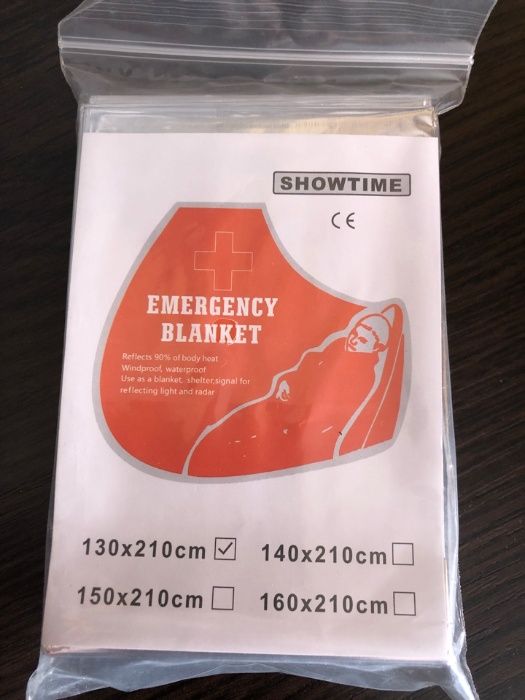 SHOWTIME
CE
EMERGENCY
BLANKET
Reflects 90% of body heat
Windproof, waterproof
Use as a blanket, shelter,signal for
reflecting light and radar
130x210cm ☑ 140x210cm ☐
150x210cm ☐ 160x210cm ☐